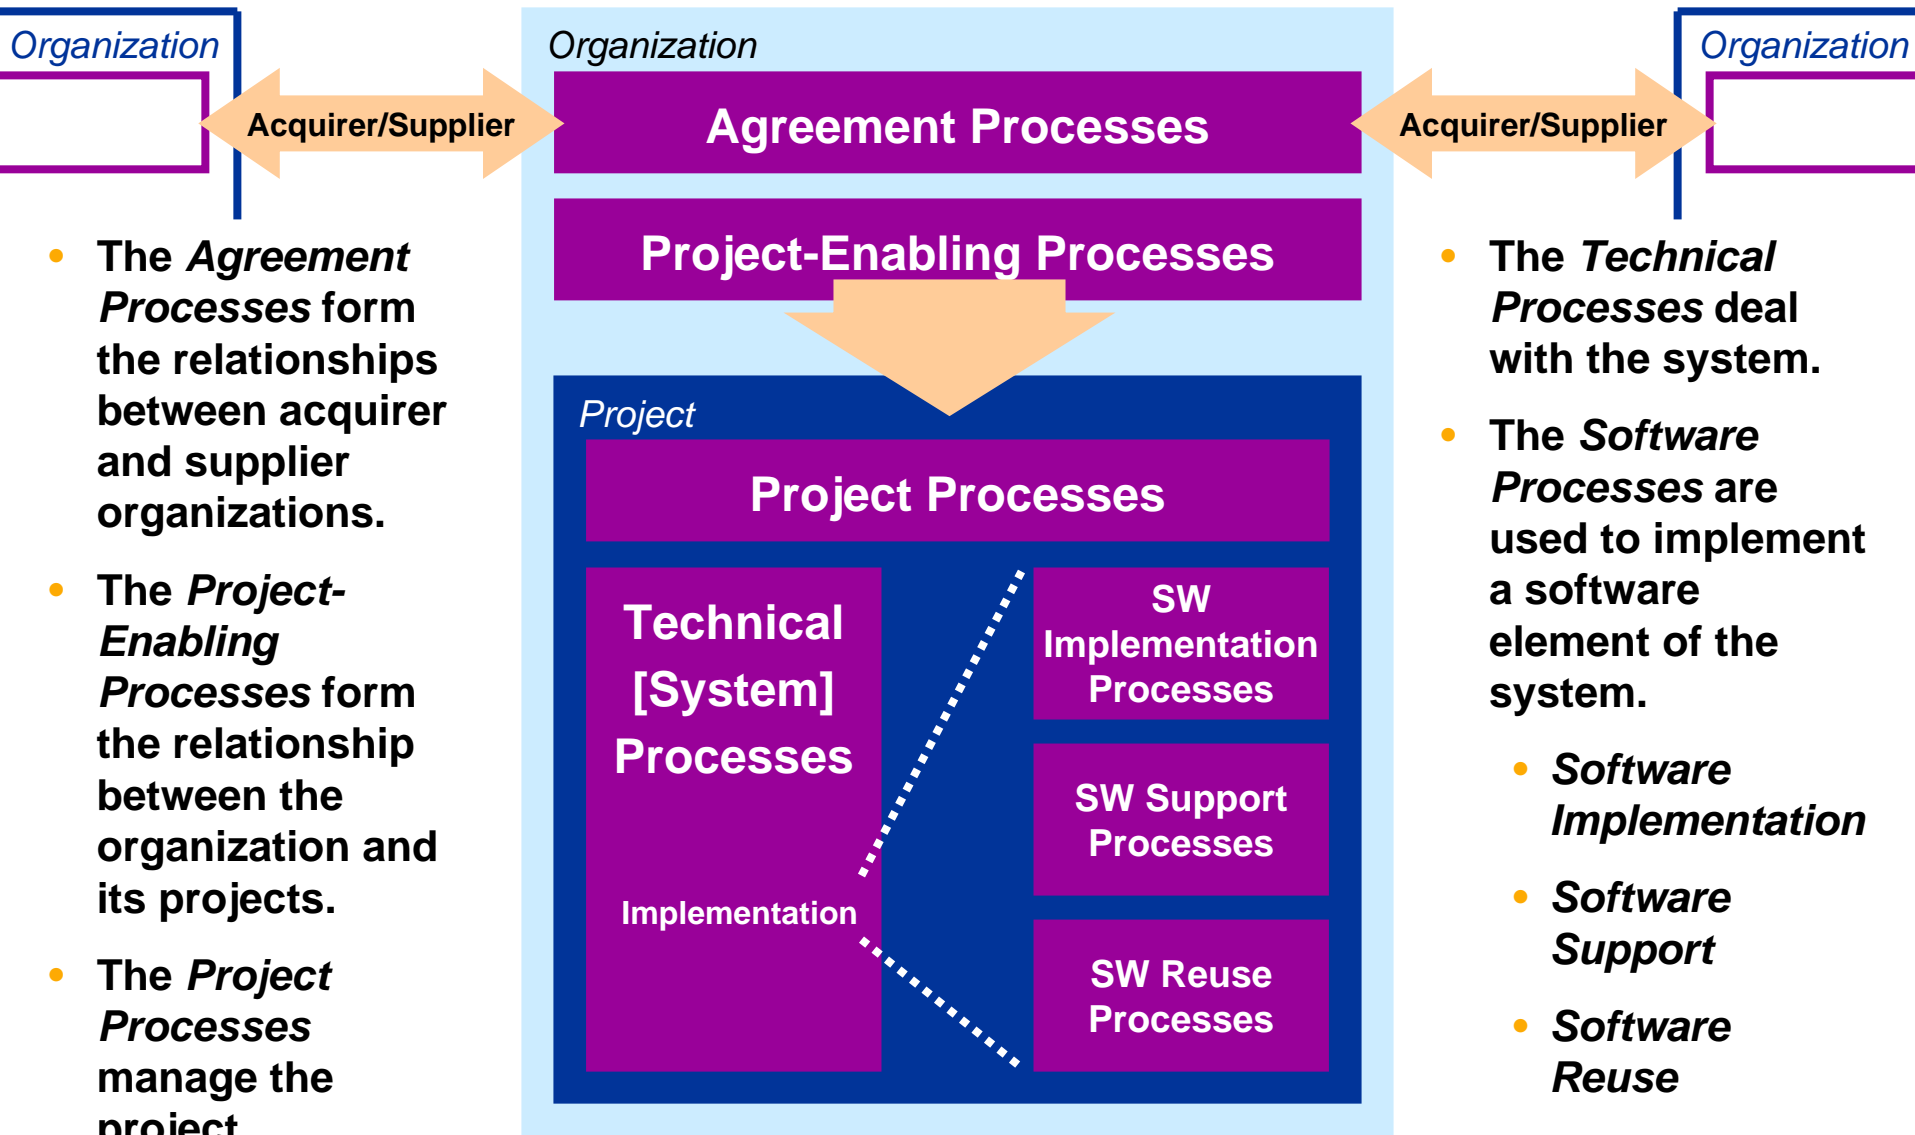 Organization
Acquirer/Supplier
• The Agreement
Processes form
the relationships
between acquirer
and supplier
organizations.
• The Project-
Enabling
Processes form
the relationship
between the
organization and
its projects.
• The Project
Processes
manage the
project
Organization
Agreement Processes
Project-Enabling Processes
Project
Project Processes
Technical
[System]
Processes
Implementation
SW
Implementation
Processes
SW Support
Processes
SW Reuse
Processes
Organization
Acquirer/Supplier
• The Technical
Processes deal
with the system.
• The Software
Processes are
used to implement
a software
element of the
system.
• Software
Implementation
• Software
Support
• Software
Reuse